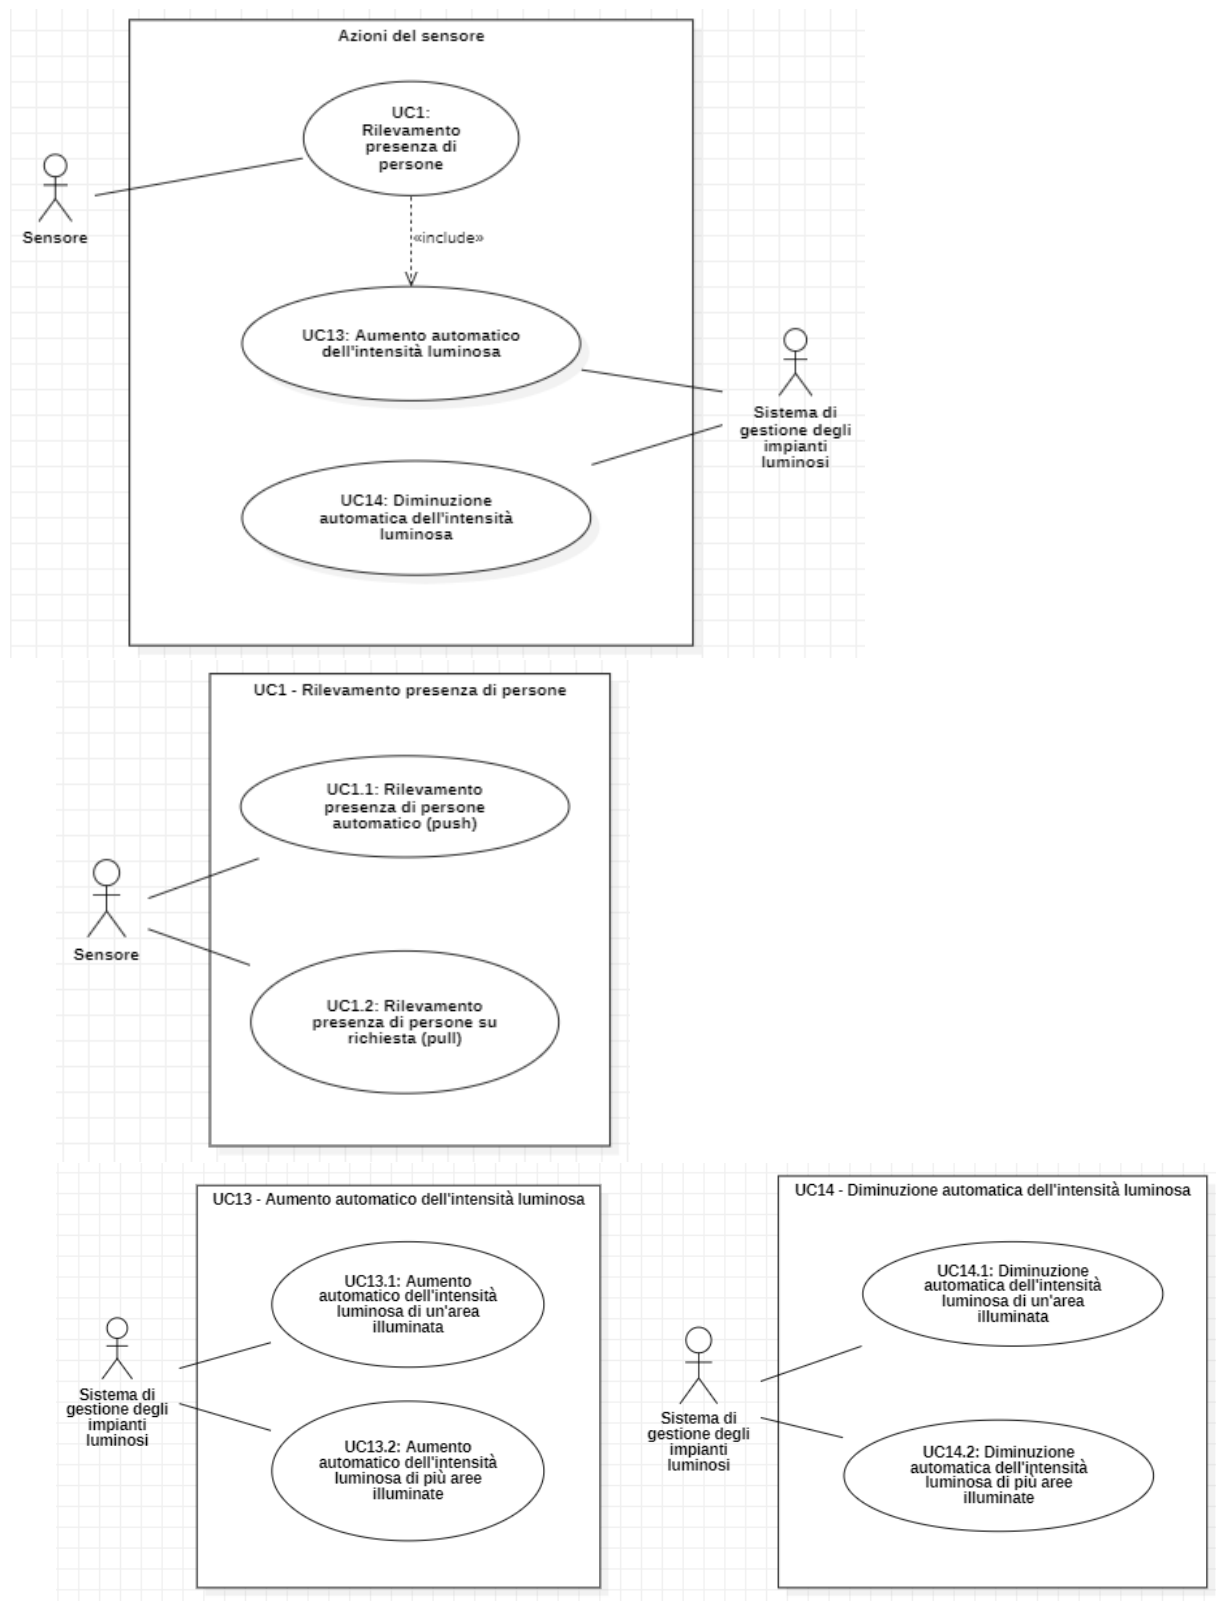 Azioni del sensore
UC1:
Rilevamento
presenza di
persone
Sensore
«include»
UC13: Aumento automatico
dell'intensità luminosa
Sistema di
gestione degli
impianti
luminosi
UC14: Diminuzione
automatica dell'intensità
luminosa
UC1 - Rilevamento presenza di persone
UC1.1: Rilevamento
presenza di persone
automatico (push)
Sensore
UC1.2: Rilevamento
presenza di persone su
richiesta (pull)
UC13 - Aumento automatico dell'intensità luminosa
UC13.1: Aumento
automatico dell'intensità
luminosa di un'area
illuminata
Sistema di
gestione degli
impianti
luminosi
UC13.2: Aumento
automatico dell'intensità
luminosa di più aree
illuminate
UC14 - Diminuzione automatica dell'intensità luminosa
UC14.1: Diminuzione
automatica dell'intensità
luminosa di un'area
illuminata
Sistema di
gestione degli
impianti
luminosi
UC14.2: Diminuzione
automatica dell'intensità
luminosa di più aree
illuminate